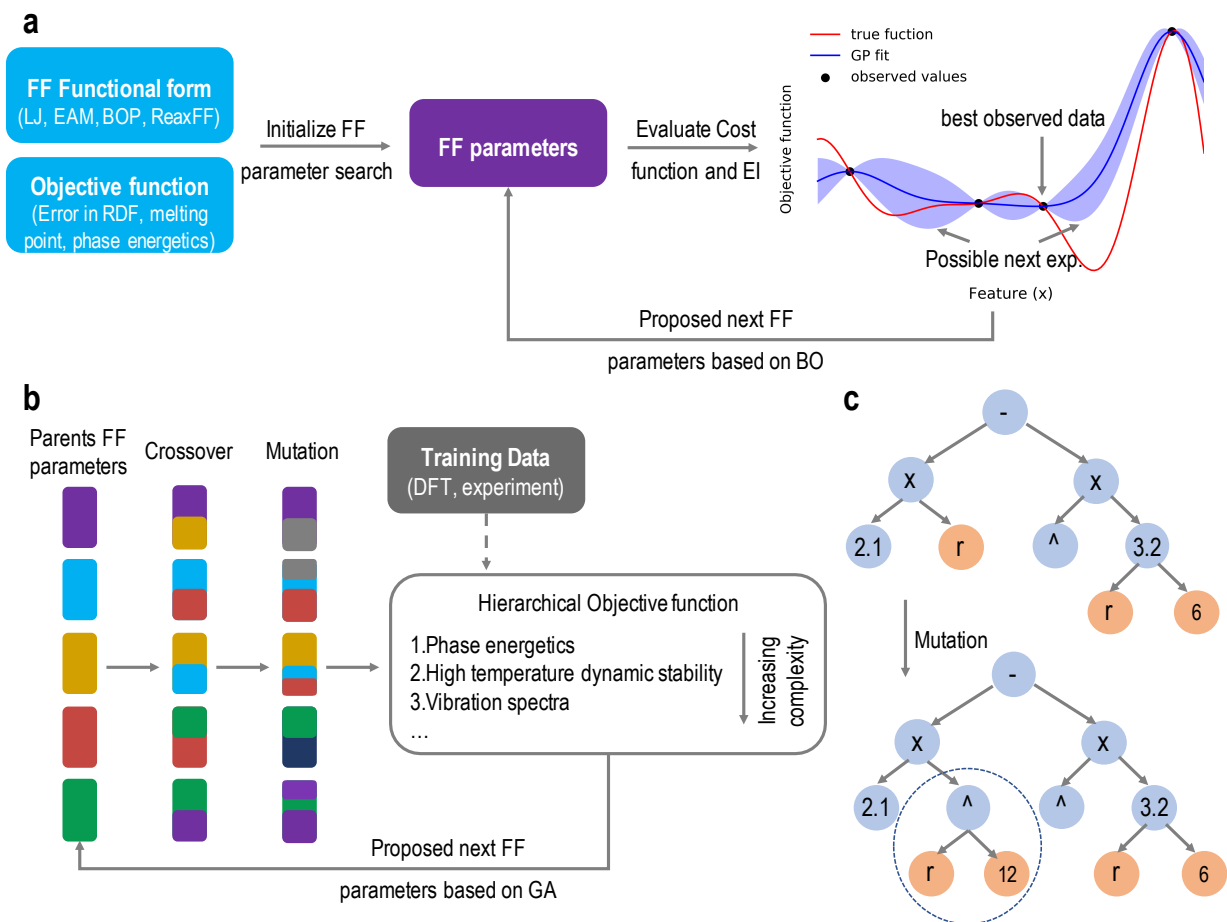 a
FF Functional form
(LJ, EAM, BOP, ReaxFF)
Objective function
(Error in RDF, melting
point, phase energetics)
Initialize FF
parameter search
FF parameters
Evaluate Cost
function and EI
true fuction
GP fit
observed values
Objective function
best observed data
Possible next exp.
Feature (x)
Proposed next FF
parameters based on BO
b
Parents FF
parameters
Crossover
Mutation
Training Data
(DFT, experiment)
Hierarchical Objective function
1.Phase energetics
2.High temperature dynamic stability
3.Vibration spectra
…
Increasing
complexity
Proposed next FF
parameters based on GA
c
-
x x
2.1 r ^ 3.2
r 6
Mutation
-
x x
2.1 ^ ^ 3.2
r 12 r 6